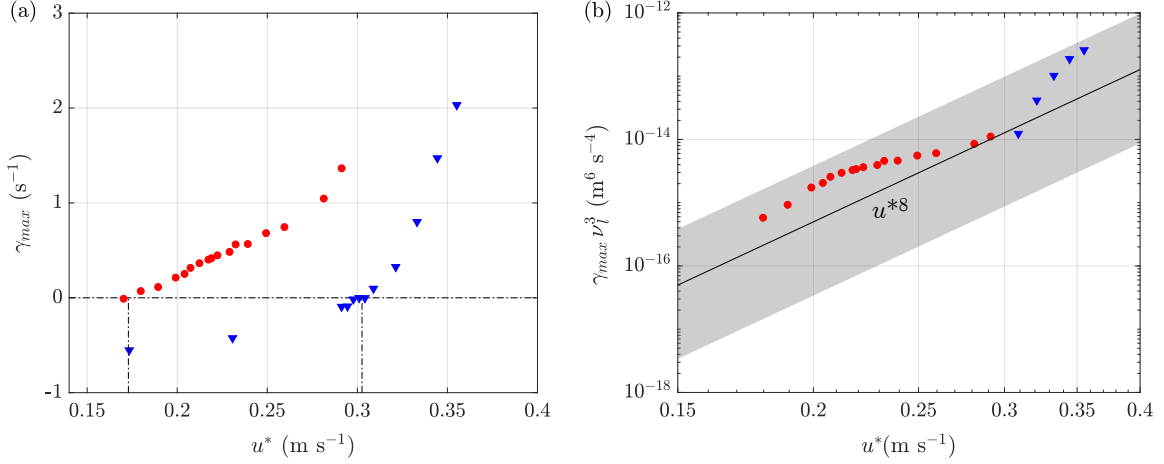 (a)
3
2
1
0
-1
γmax (s⁻¹)
0.15 0.2 0.25 0.3 0.35 0.4
u* (m s⁻¹)
(b)
10⁻¹²
10⁻¹⁴
10⁻¹⁶
10⁻¹⁸
γmax νl³ (m⁶ s⁻⁴)
u*⁸
0.15 0.2 0.25 0.3 0.35 0.4
u*(m s⁻¹)